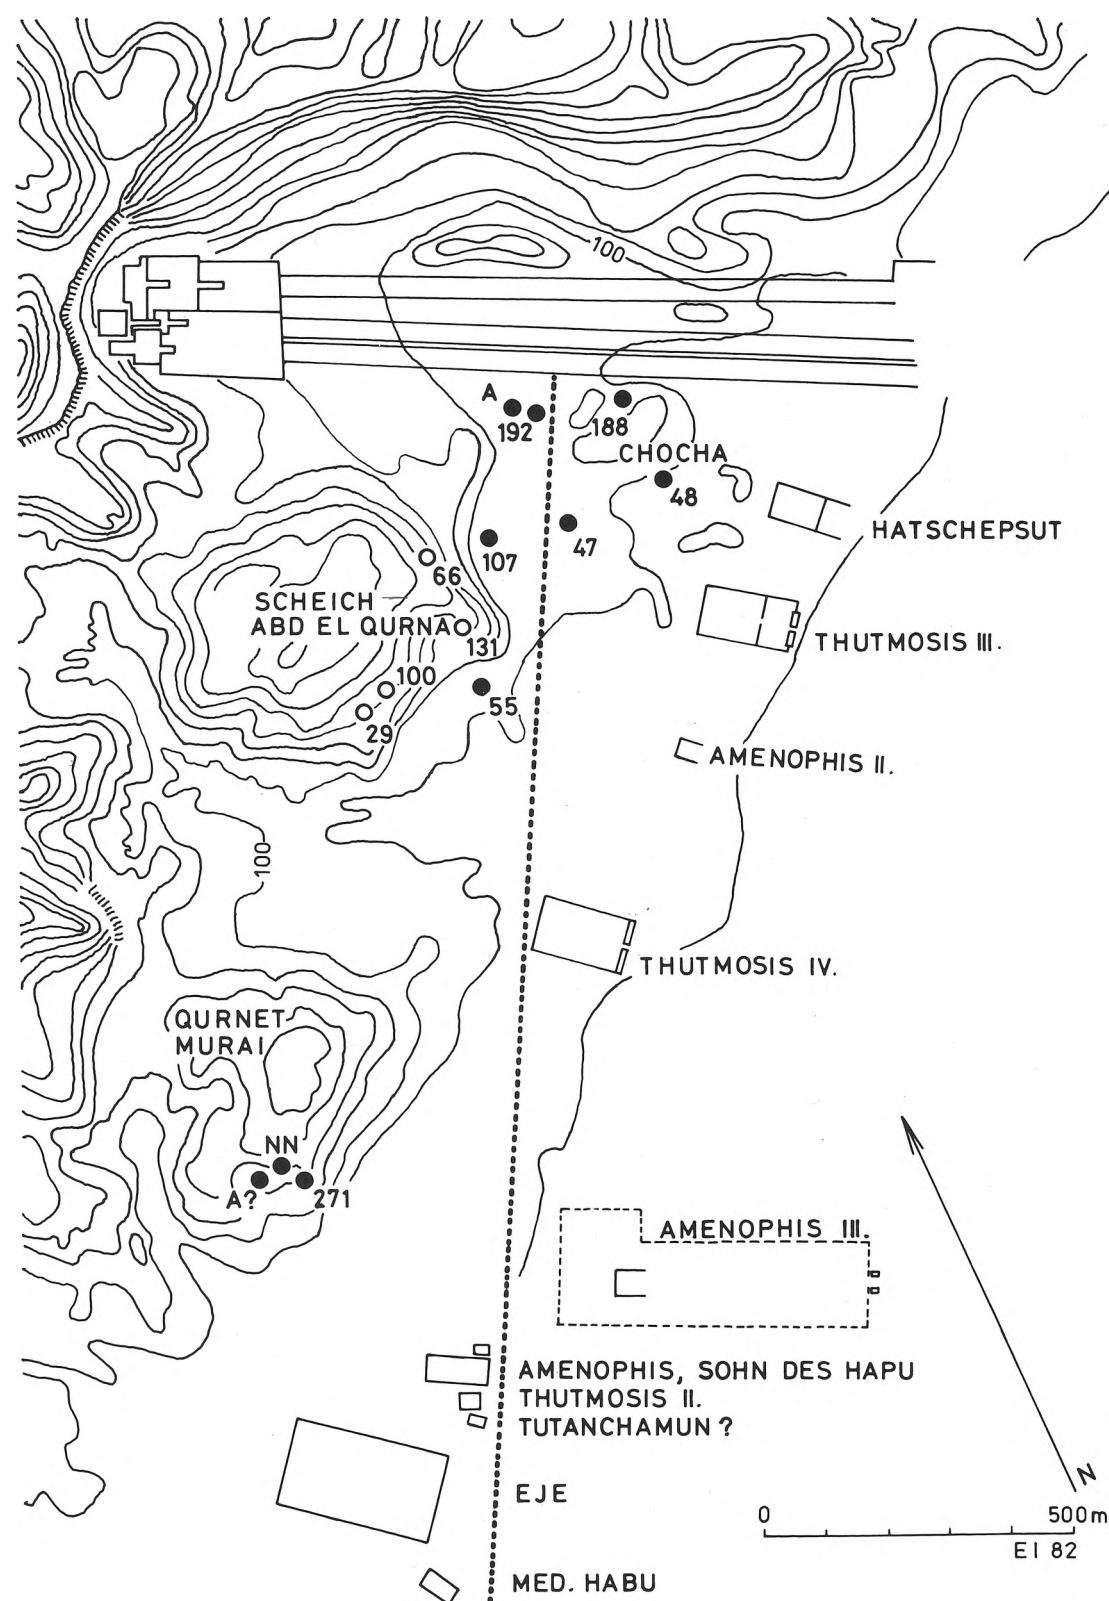 100
A
192
188
CHOCHA
48
HATSCHEPSUT
47
107
66
SCHEICH
ABD EL QURNA
131
THUTMOSIS III.
100
55
29
AMENOPHIS II.
100
THUTMOSIS IV.
QURNET
MURAI
NN
A?
271
AMENOPHIS III.
AMENOPHIS, SOHN DES HAPU
THUTMOSIS II.
TUTANCHAMUN ?
EJE
N
0
500m
EI 82
MED. HABU